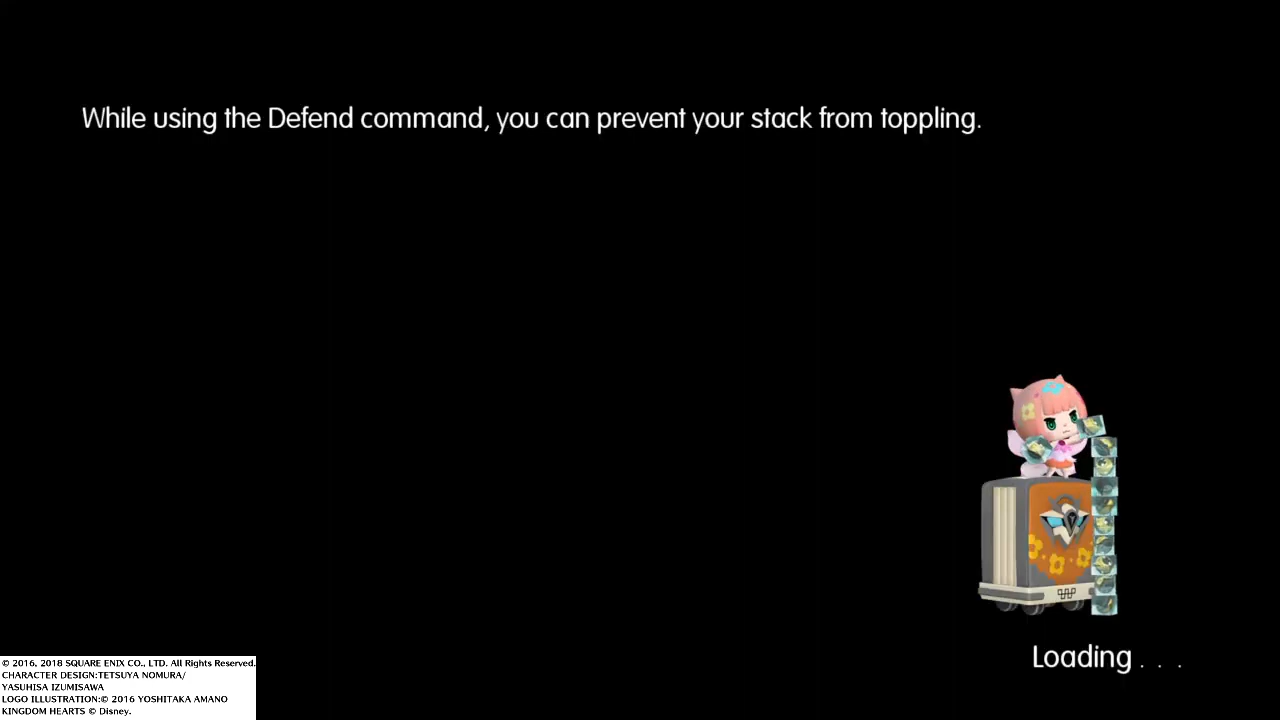 While using the Defend command, you can prevent your stack from toppling.
Loading . . .
© 2016, 2018 SQUARE ENIX CO., LTD. All Rights Reserved.
CHARACTER DESIGN:TETSUYA NOMURA/
YASUHISA IZUMISAWA
LOGO ILLUSTRATION:© 2016 YOSHITAKA AMANO
KINGDOM HEARTS © Disney.